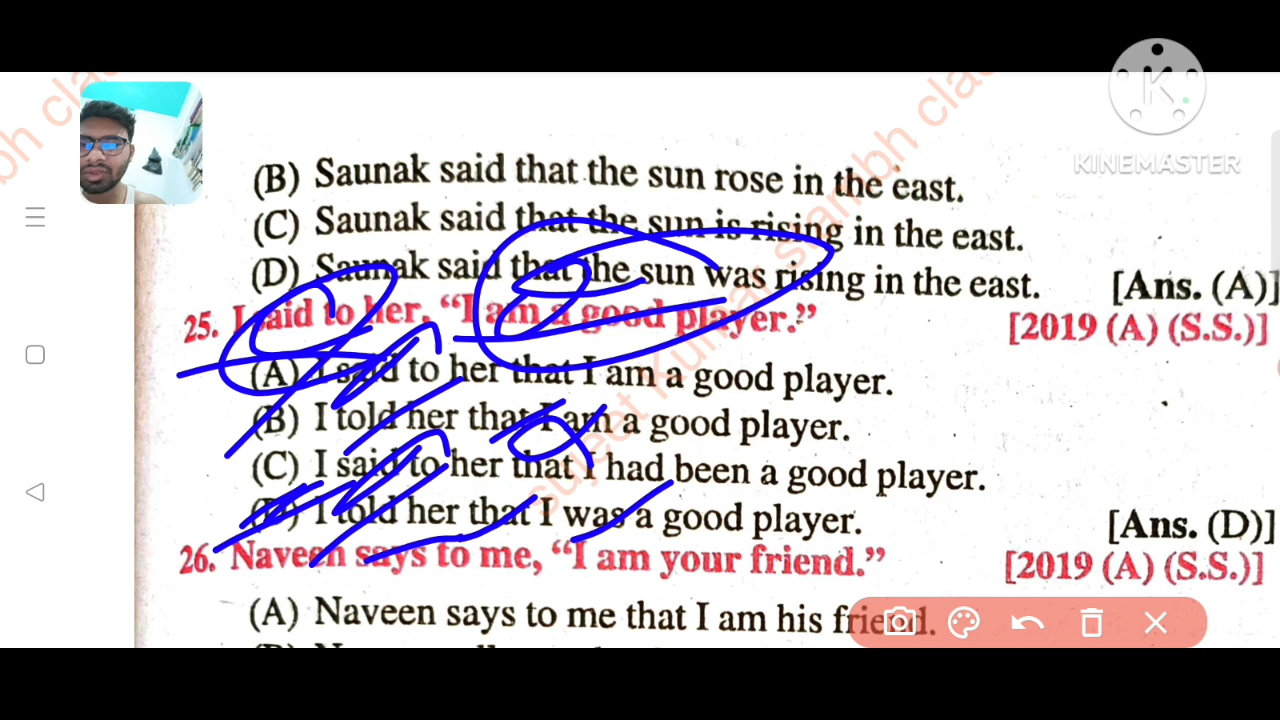 (B) Saunak said that the sun rose in the east.
(C) Saunak said that the sun is rising in the east.
(D) Saunak said that the sun was rising in the east. [Ans. (A)]
25. I said to her, “I am a good player.” [2019 (A) (S.S.)]
(A) I said to her that I am a good player.
(B) I told her that I am a good player.
(C) I said to her that I had been a good player.
(D) I told her that I was a good player. [Ans. (D)]
26. Naveen says to me, “I am your friend.” [2019 (A) (S.S.)]
(A) Naveen says to me that I am his friend.
KINEMASTER
K